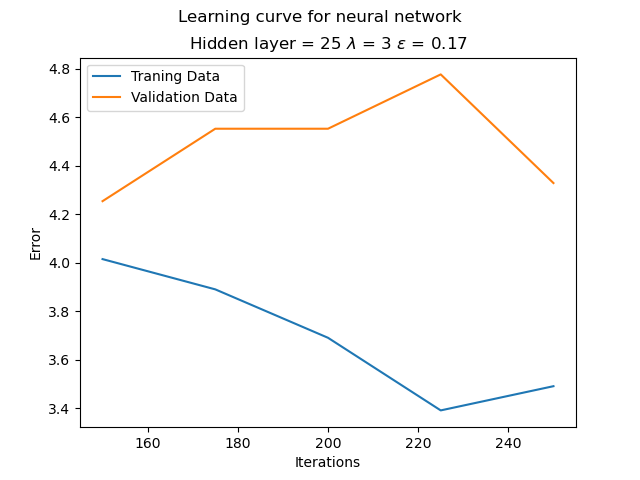 Learning curve for neural network
Hidden layer = 25 λ = 3 ε = 0.17
Traning Data
Validation Data
4.8
4.6
4.4
4.2
4.0
3.8
3.6
3.4
Error
160 180 200 220 240
Iterations